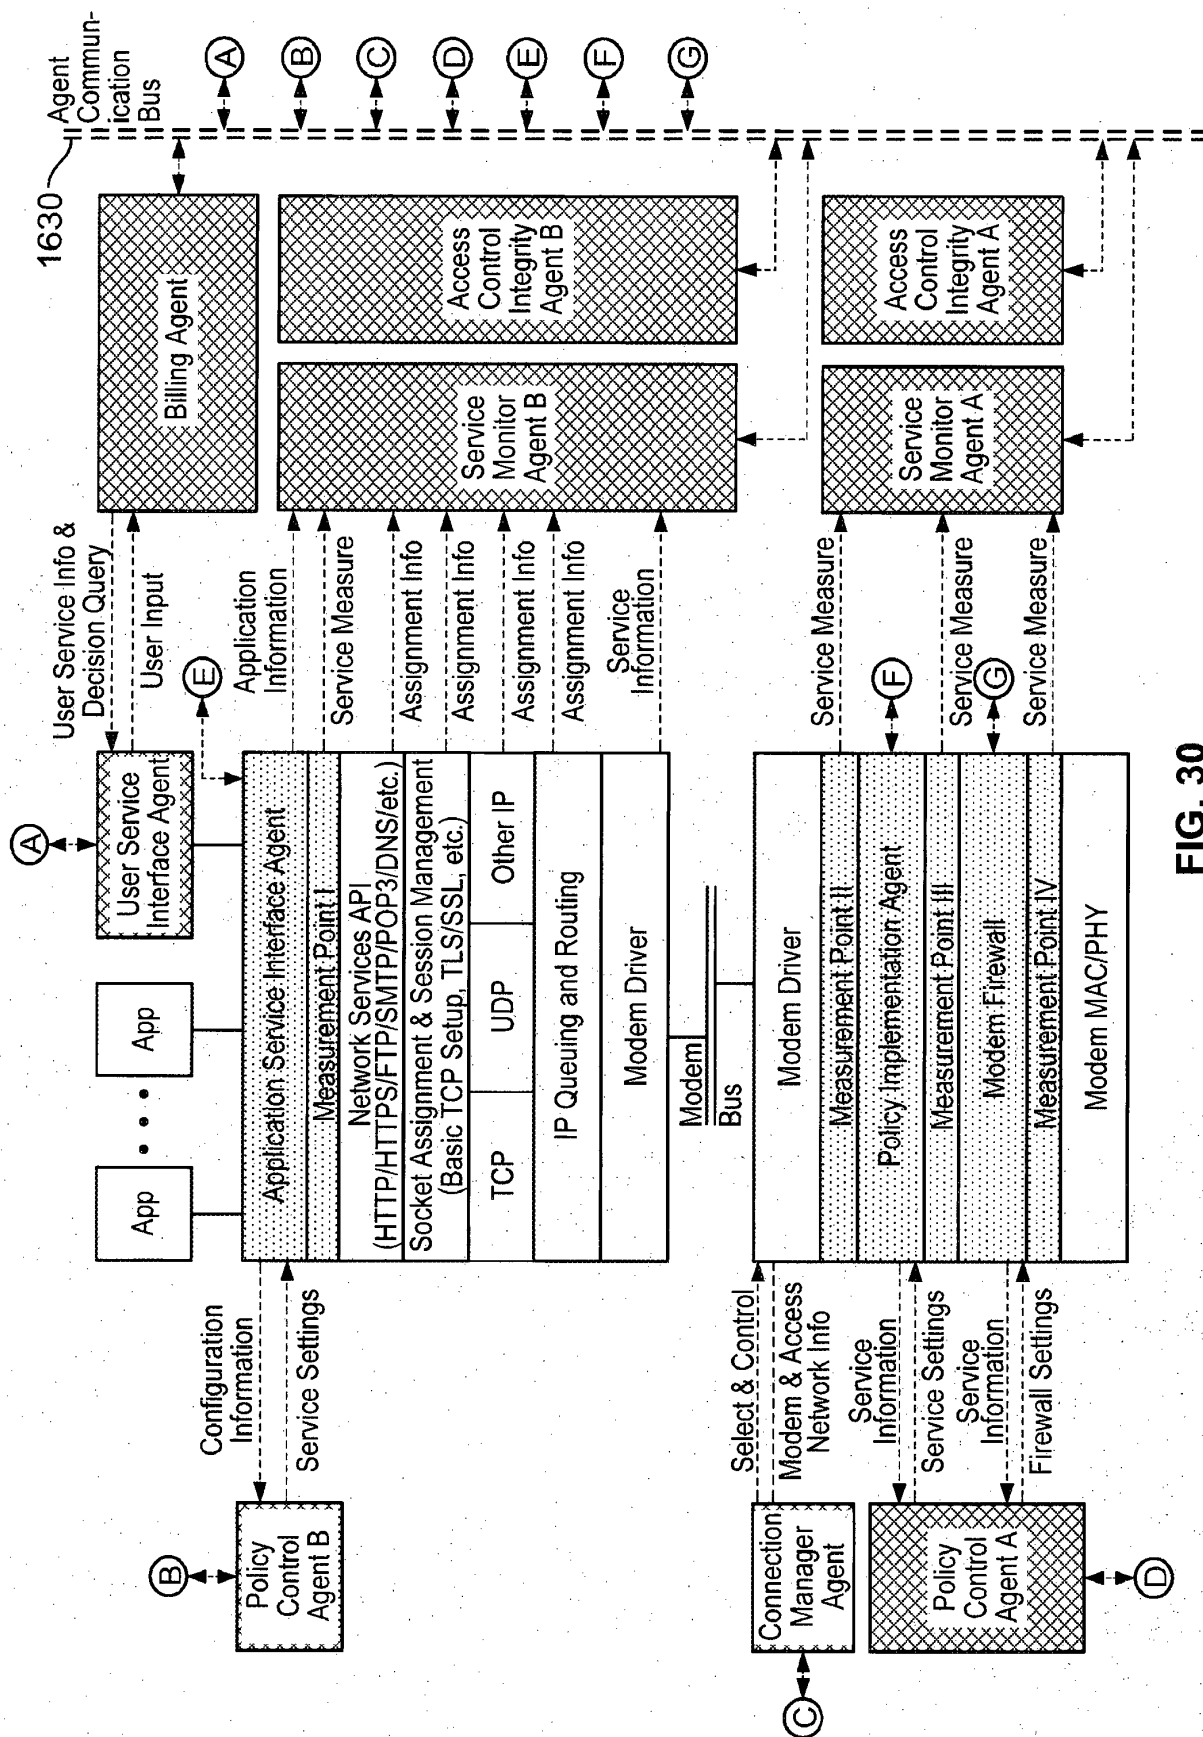 1630
Agent
Commun-
ication
Bus
A
B
C
D
E
F
G
Billing Agent
Access
Control
Integrity
Agent B
Access
Control
Integrity
Agent A
Service
Monitor
Agent B
Service
Monitor
Agent A
User Service Info &
Decision Query
User Input
E
Application
Information
Service Measure
Assignment Info
Assignment Info
Assignment Info
Assignment Info
Service
Information
Service Measure
F
Service Measure
G
Service Measure
A
User Service
Interface Agent
App
App
Application Service Interface Agent
Measurement Point I
Network Services API
(HTTP/HTTPS/FTP/SMTP/POP3/DNS/etc.)
Socket Assignment & Session Management
(Basic TCP Setup, TLS/SSL, etc.)
TCP
UDP
Other IP
IP Queuing and Routing
Modem Driver
Modem
Bus
Modem Driver
Measurement Point II
Policy Implementation Agent
Measurement Point III
Modem Firewall
Measurement Point IV
Modem MAC/PHY
Configuration
Information
Service Settings
Select & Control
Modem & Access
Network Info
Service
Information
Service Settings
Service
Information
Firewall Settings
B
Policy
Control
Agent B
Connection
Manager
Agent
C
Policy
Control
Agent A
D
FIG. 30